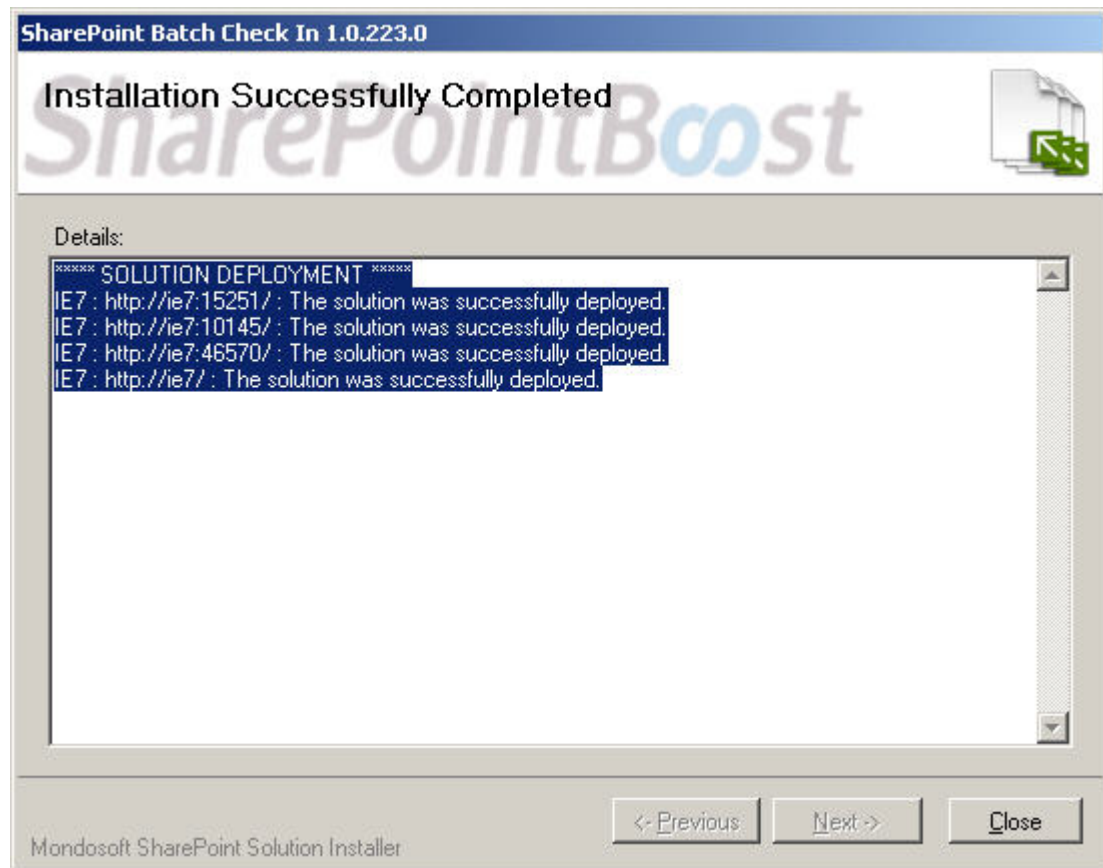 SharePoint Batch Check In 1.0.223.0
Installation Successfully Completed
SharePointBoost
Details:
***** SOLUTION DEPLOYMENT *****
IE7 : http://ie7:15251/ : The solution was successfully deployed.
IE7 : http://ie7:10145/ : The solution was successfully deployed.
IE7 : http://ie7:46570/ : The solution was successfully deployed.
IE7 : http://ie7/ : The solution was successfully deployed.
<- Previous
Next ->
Close
Mondosoft SharePoint Solution Installer